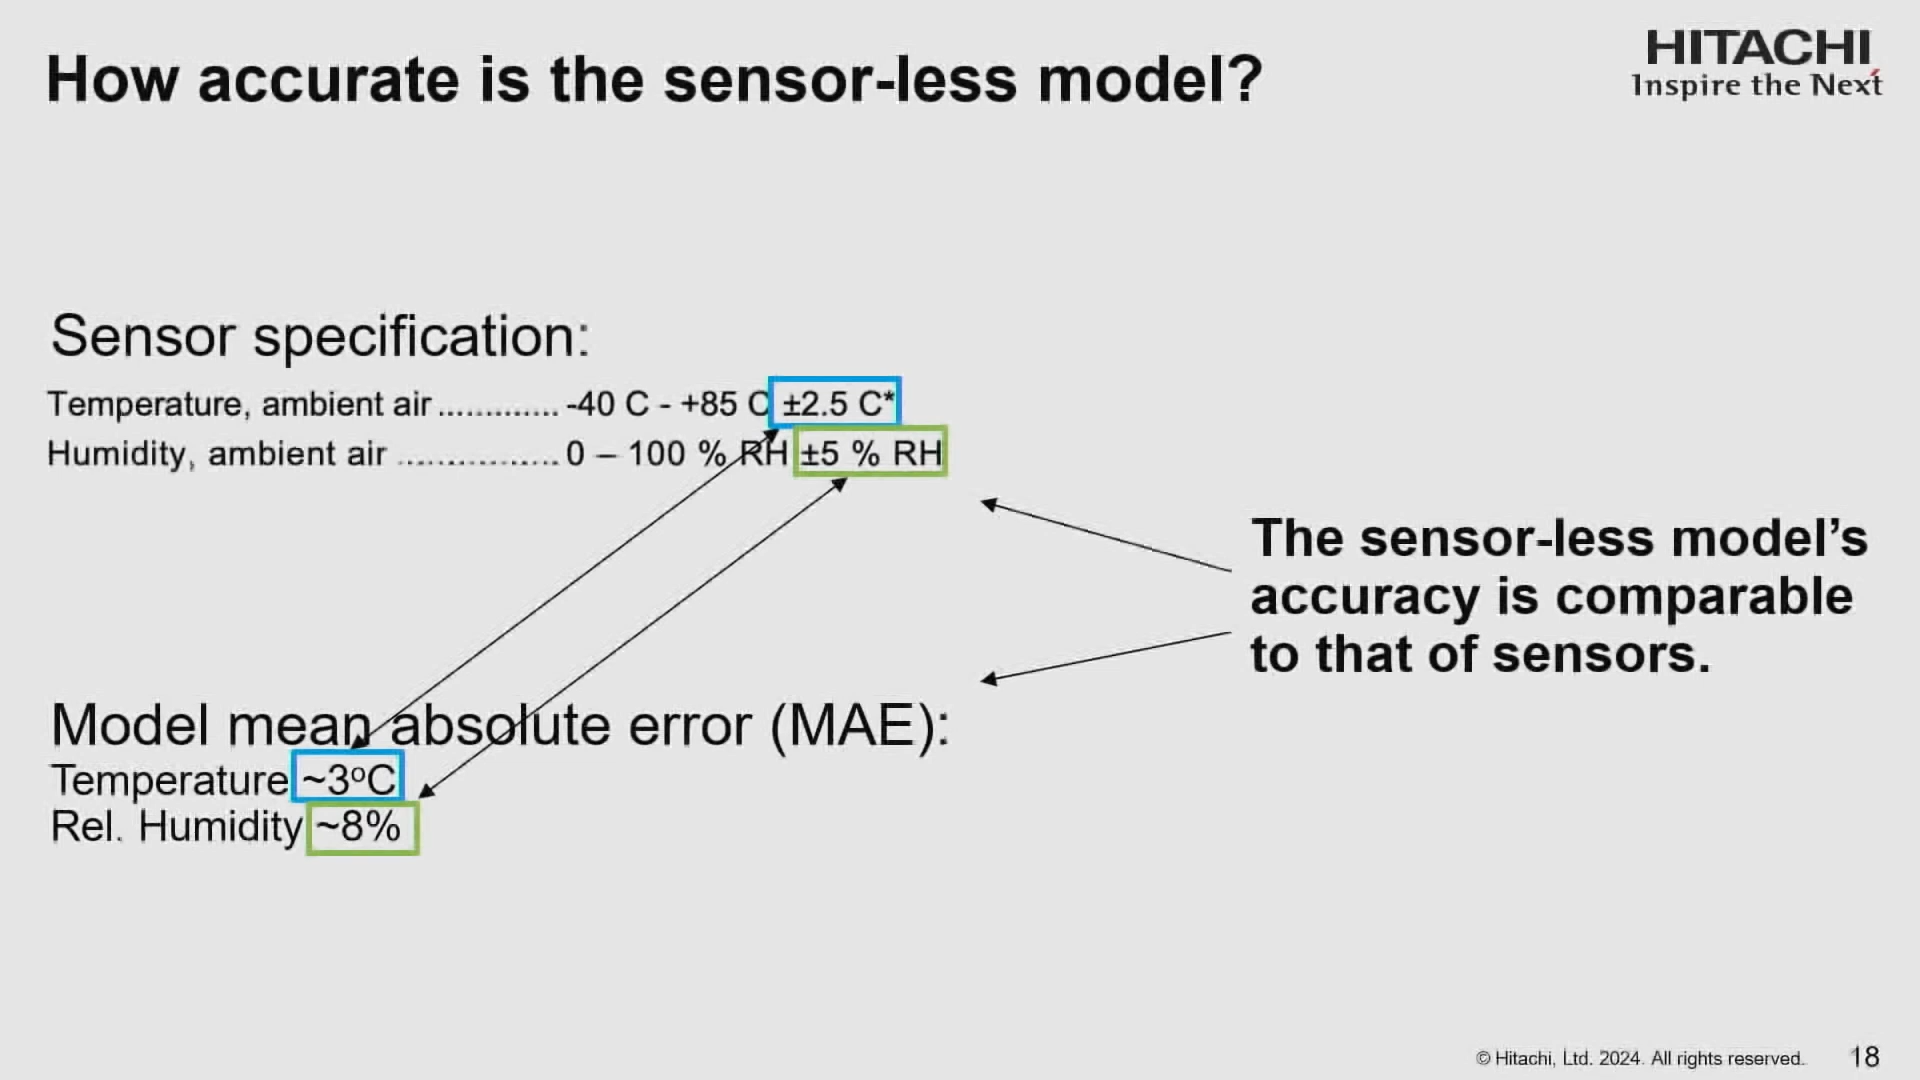 How accurate is the sensor-less model?
HITACHI
Inspire the Next
Sensor specification:
Temperature, ambient air ............. -40 C - +85 C ±2.5 C*
Humidity, ambient air ................ 0 – 100 % RH ±5 % RH
The sensor-less model’s
accuracy is comparable
to that of sensors.
Model mean absolute error (MAE):
Temperature ~3°C
Rel. Humidity ~8%
© Hitachi, Ltd. 2024. All rights reserved. 18